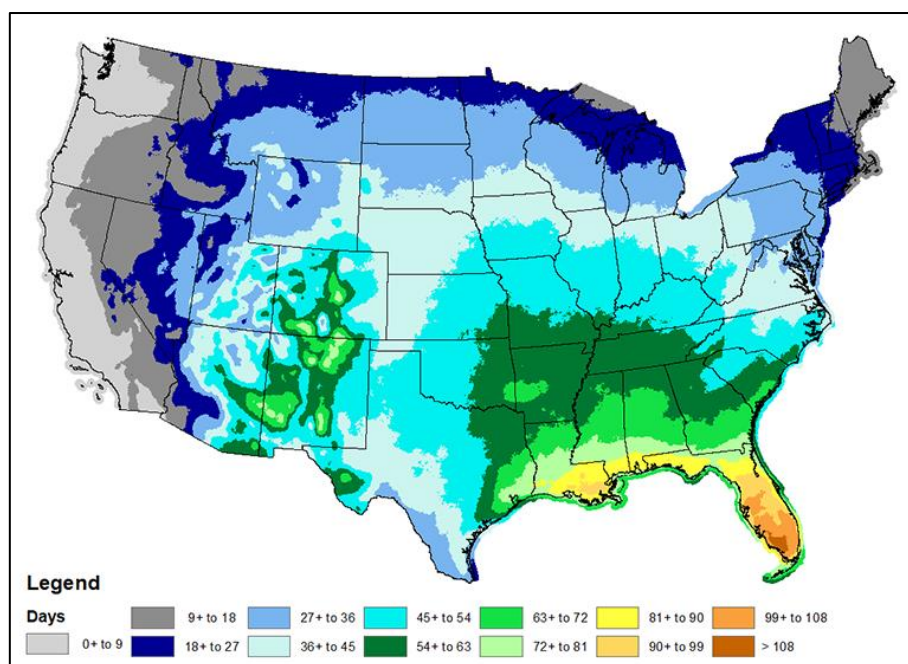 Legend
Days
0+ to 9
9+ to 18
18+ to 27
27+ to 36
36+ to 45
45+ to 54
54+ to 63
63+ to 72
72+ to 81
81+ to 90
90+ to 99
99+ to 108
> 108